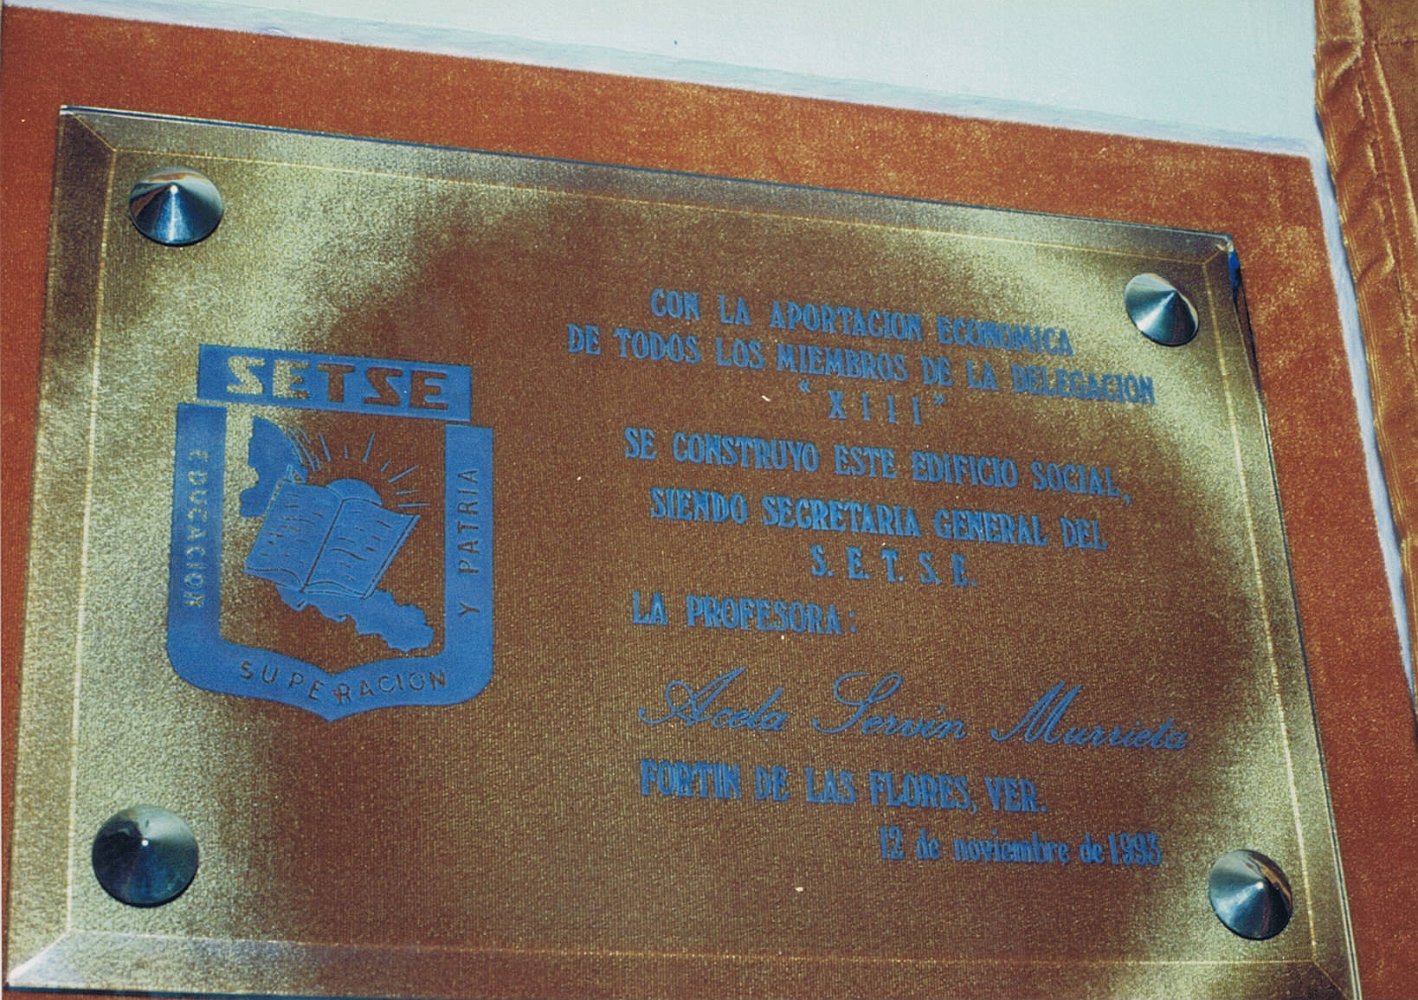 SETSE
EDUCACION
Y PATRIA
SUPERACION
CON LA APORTACION ECONOMICA
DE TODOS LOS MIEMBROS DE LA DELEGACION
"XIII"
SE CONSTRUYO ESTE EDIFICIO SOCIAL,
SIENDO SECRETARIA GENERAL DEL
S. E. T. S. E.
LA PROFESORA:
Acela Servín Murrieta
FORTIN DE LAS FLORES, VER.
12 de noviembre de 1993